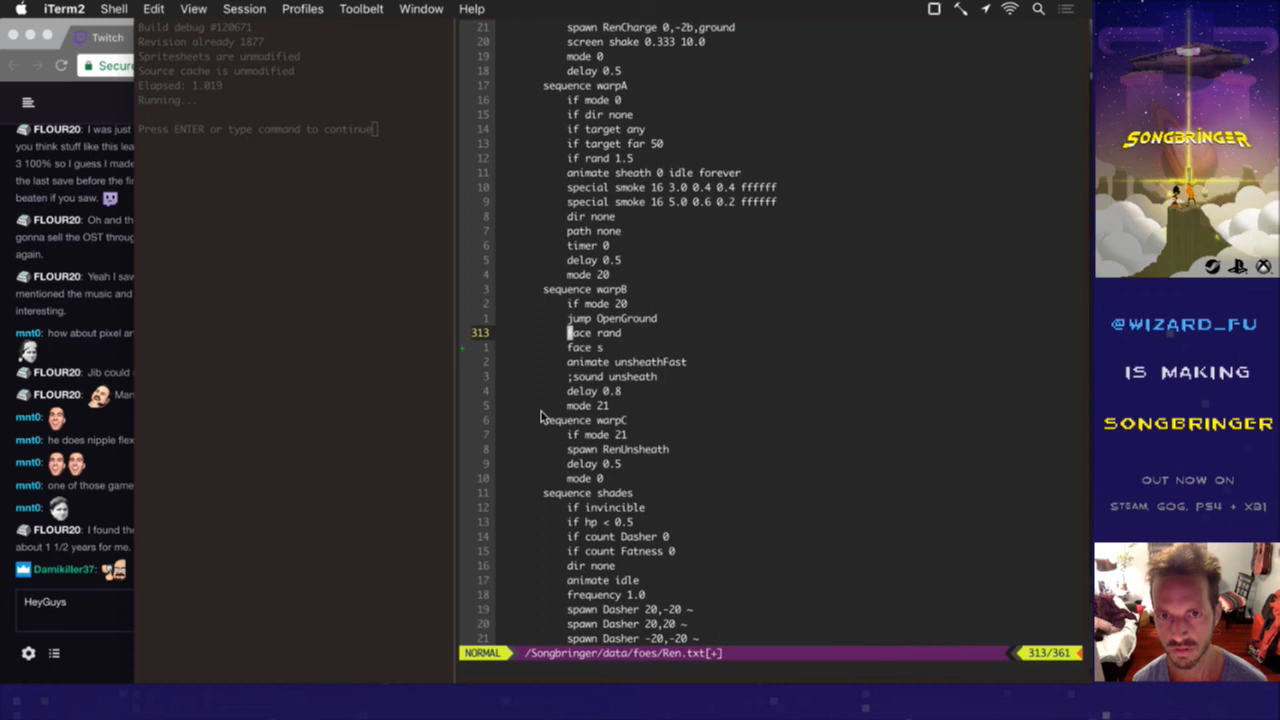 iTerm2 Shell Edit View Session Profiles Toolbelt Window Help
Twitch
Secure
FLOUR20: I was just
you think stuff like this lea
3 100% so I guess I made
the last save before the fir
beaten if you saw.
FLOUR20: Oh and th
gonna sell the OST throug
again.
FLOUR20: Yeah I sav
mentioned the music and
interesting.
mnt0: how about pixel ar
FLOUR20: Jib could
FLOUR20: Man
mnt0:
mnt0: he does nipple flex
mnt0:
mnt0: one of those game
mnt0:
FLOUR20: I found the
about 1 1/2 years for me.
Damikiller37:
HeyGuys
Build debug #120671
Revision already 1877
Spritesheets are unmodified
Source cache is unmodified
Elapsed: 1.019
Running...
Press ENTER or type command to continue
21 spawn RenCharge 0,-2b,ground
20 screen shake 0.333 10.0
19 mode 0
18 delay 0.5
17 sequence warpA
16 if mode 0
15 if dir none
14 if target any
13 if target far 50
12 if rand 1.5
11 animate sheath 0 idle forever
10 special smoke 16 3.0 0.4 0.4 ffffff
9 special smoke 16 5.0 0.6 0.2 ffffff
8 dir none
7 path none
6 timer 0
5 delay 0.5
4 mode 20
3 sequence warpB
2 if mode 20
1 jump OpenGround
313 face rand
+ 1 face s
2 animate unsheathFast
3 ;sound unsheath
4 delay 0.8
5 mode 21
6 sequence warpC
7 if mode 21
8 spawn RenUnsheath
9 delay 0.5
10 mode 0
11 sequence shades
12 if invincible
13 if hp < 0.5
14 if count Dasher 0
15 if count Fatness 0
16 dir none
17 animate idle
18 frequency 1.0
19 spawn Dasher 20,-20 ~
20 spawn Dasher 20,20 ~
21 spawn Dasher -20,-20 ~
NORMAL /Songbringer/data/foes/Ren.txt[+] 313/361
SONGBRINGER
@WIZARD_FU
IS MAKING
SONGBRINGER
OUT NOW ON
STEAM, GOG, PS4 + XB1